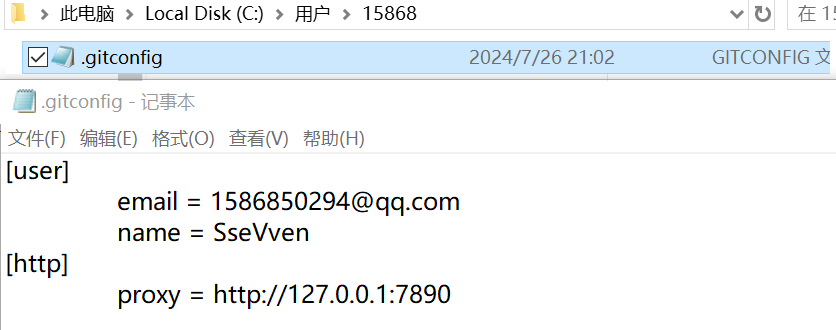 此电脑 > Local Disk (C:) > 用户 > 15868
在 15
.gitconfig 2024/7/26 21:02 GITCONFIG 文
.gitconfig - 记事本
文件(F) 编辑(E) 格式(O) 查看(V) 帮助(H)
[user]
email = 1586850294@qq.com
name = SseVven
[http]
proxy = http://127.0.0.1:7890